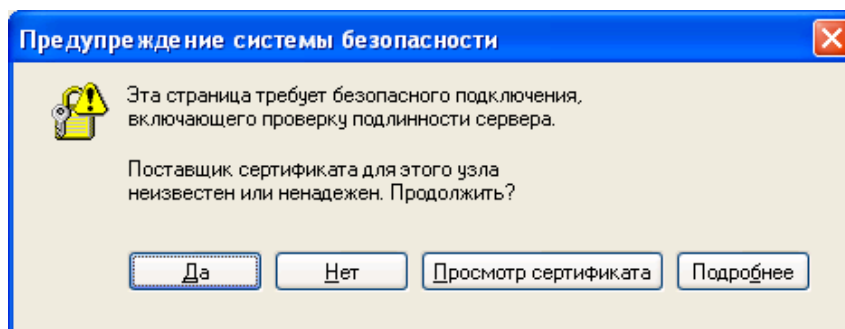 Предупреждение системы безопасности
Эта страница требует безопасного подключения,
включающего проверку подлинности сервера.
Поставщик сертификата для этого узла
неизвестен или ненадежен. Продолжить?
Да Нет Просмотр сертификата Подробнее